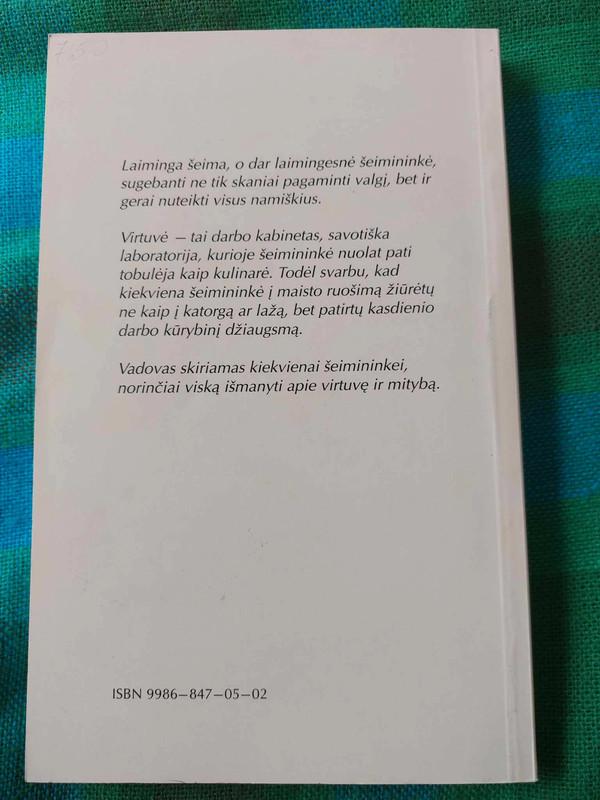 7,50
Laiminga šeima, o dar laimingesnė šeimininkė,
sugebanti ne tik skaniai pagaminti valgį, bet ir
gerai nuteikti visus namiškius.
Virtuvė – tai darbo kabinetas, savotiška
laboratorija, kurioje šeimininkė nuolat pati
tobulėja kaip kulinarė. Todėl svarbu, kad
kiekviena šeimininkė į maisto ruošimą žiūrėtų
ne kaip į katorgą ar lažą, bet patirtų kasdienio
darbo kūrybinį džiaugsmą.
Vadovas skiriamas kiekvienai šeimininkei,
norinčiai viską išmanyti apie virtuvę ir mitybą.
ISBN 9986–847–05–02